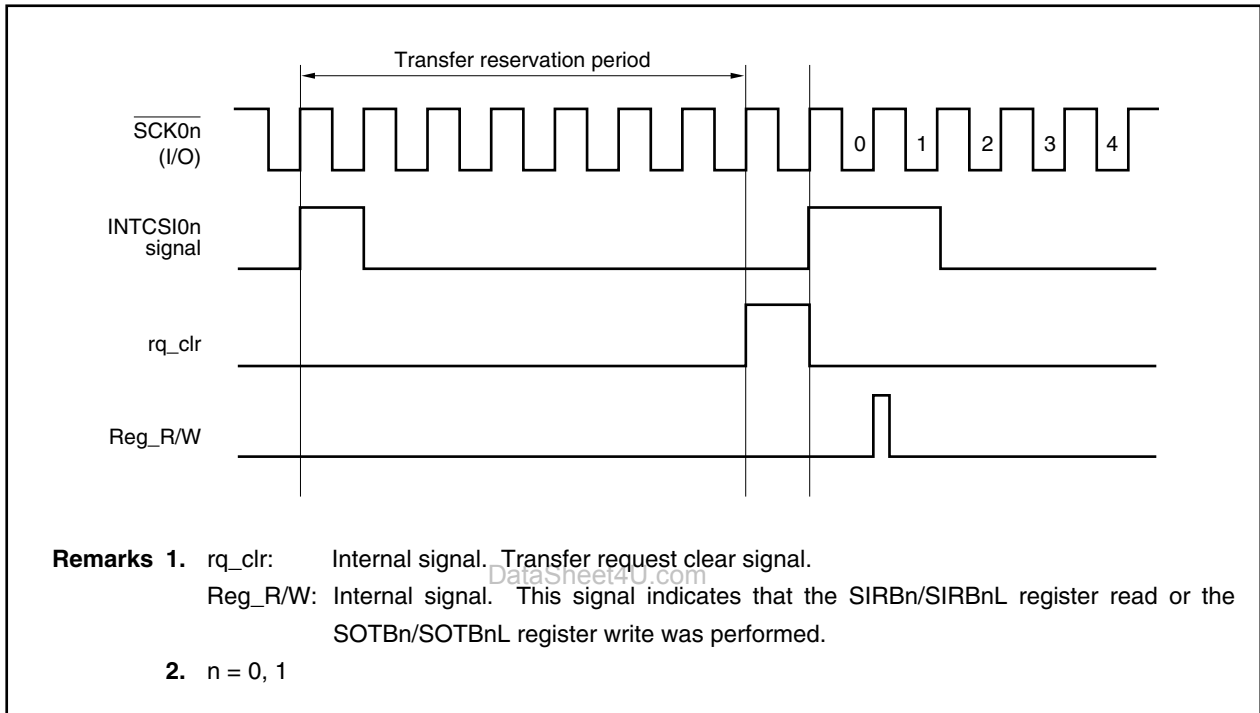 Transfer reservation period
SCK0n
(I/O)
0 1 2 3 4
INTCSI0n
signal
rq_clr
Reg_R/W
Remarks 1. rq_clr: Internal signal. Transfer request clear signal.
DataSheet4U.com
Reg_R/W: Internal signal. This signal indicates that the SIRBn/SIRBnL register read or the
SOTBn/SOTBnL register write was performed.
2. n = 0, 1